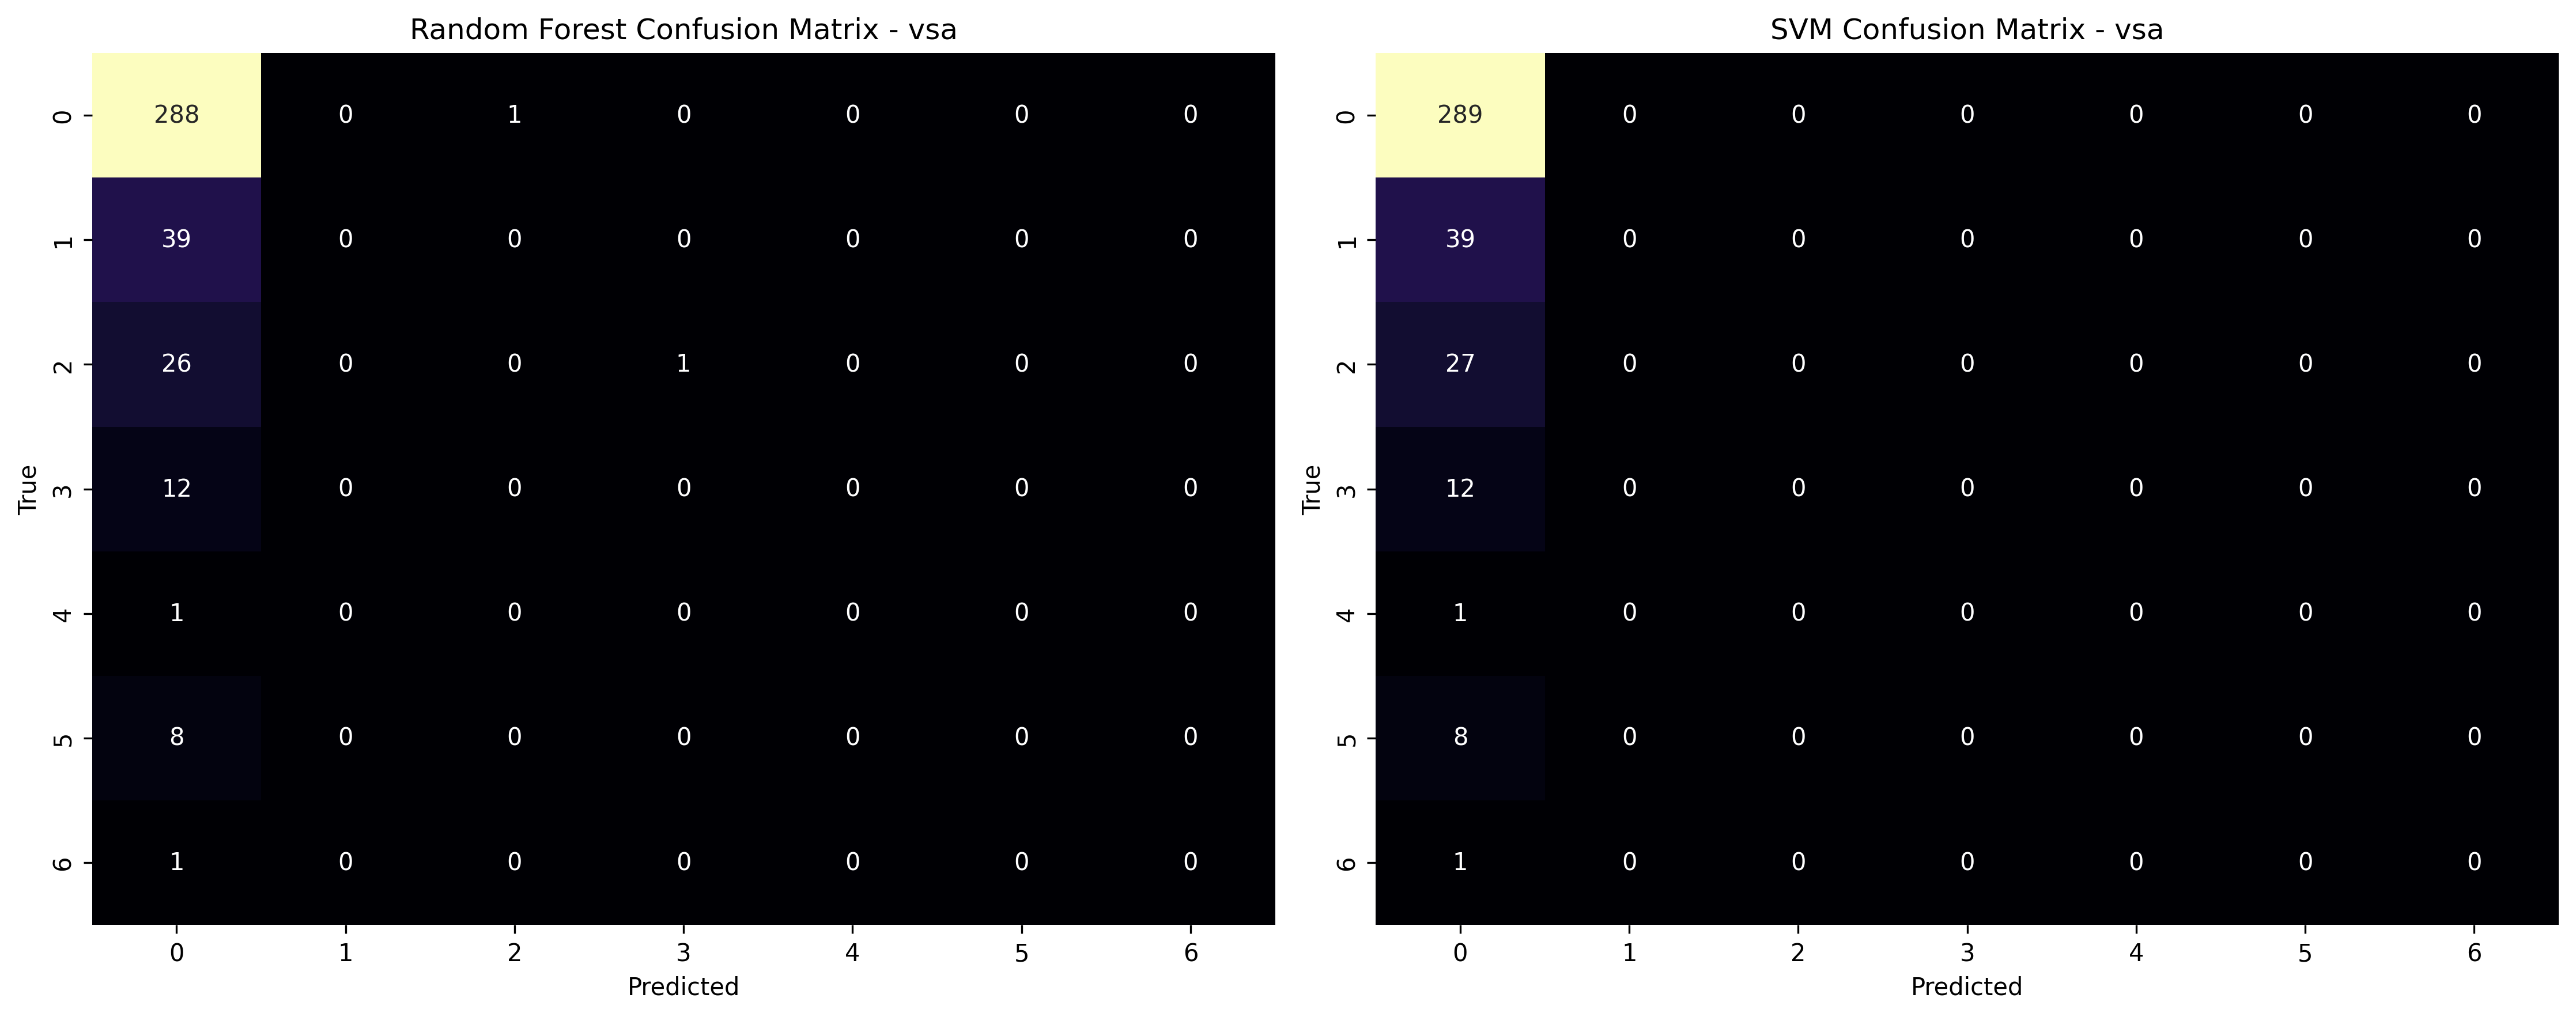 Random Forest Confusion Matrix - vsa
True
0 288 0 1 0 0 0 0
1 39 0 0 0 0 0 0
2 26 0 0 1 0 0 0
3 12 0 0 0 0 0 0
4 1 0 0 0 0 0 0
5 8 0 0 0 0 0 0
6 1 0 0 0 0 0 0
0 1 2 3 4 5 6
Predicted
SVM Confusion Matrix - vsa
True
0 289 0 0 0 0 0 0
1 39 0 0 0 0 0 0
2 27 0 0 0 0 0 0
3 12 0 0 0 0 0 0
4 1 0 0 0 0 0 0
5 8 0 0 0 0 0 0
6 1 0 0 0 0 0 0
0 1 2 3 4 5 6
Predicted